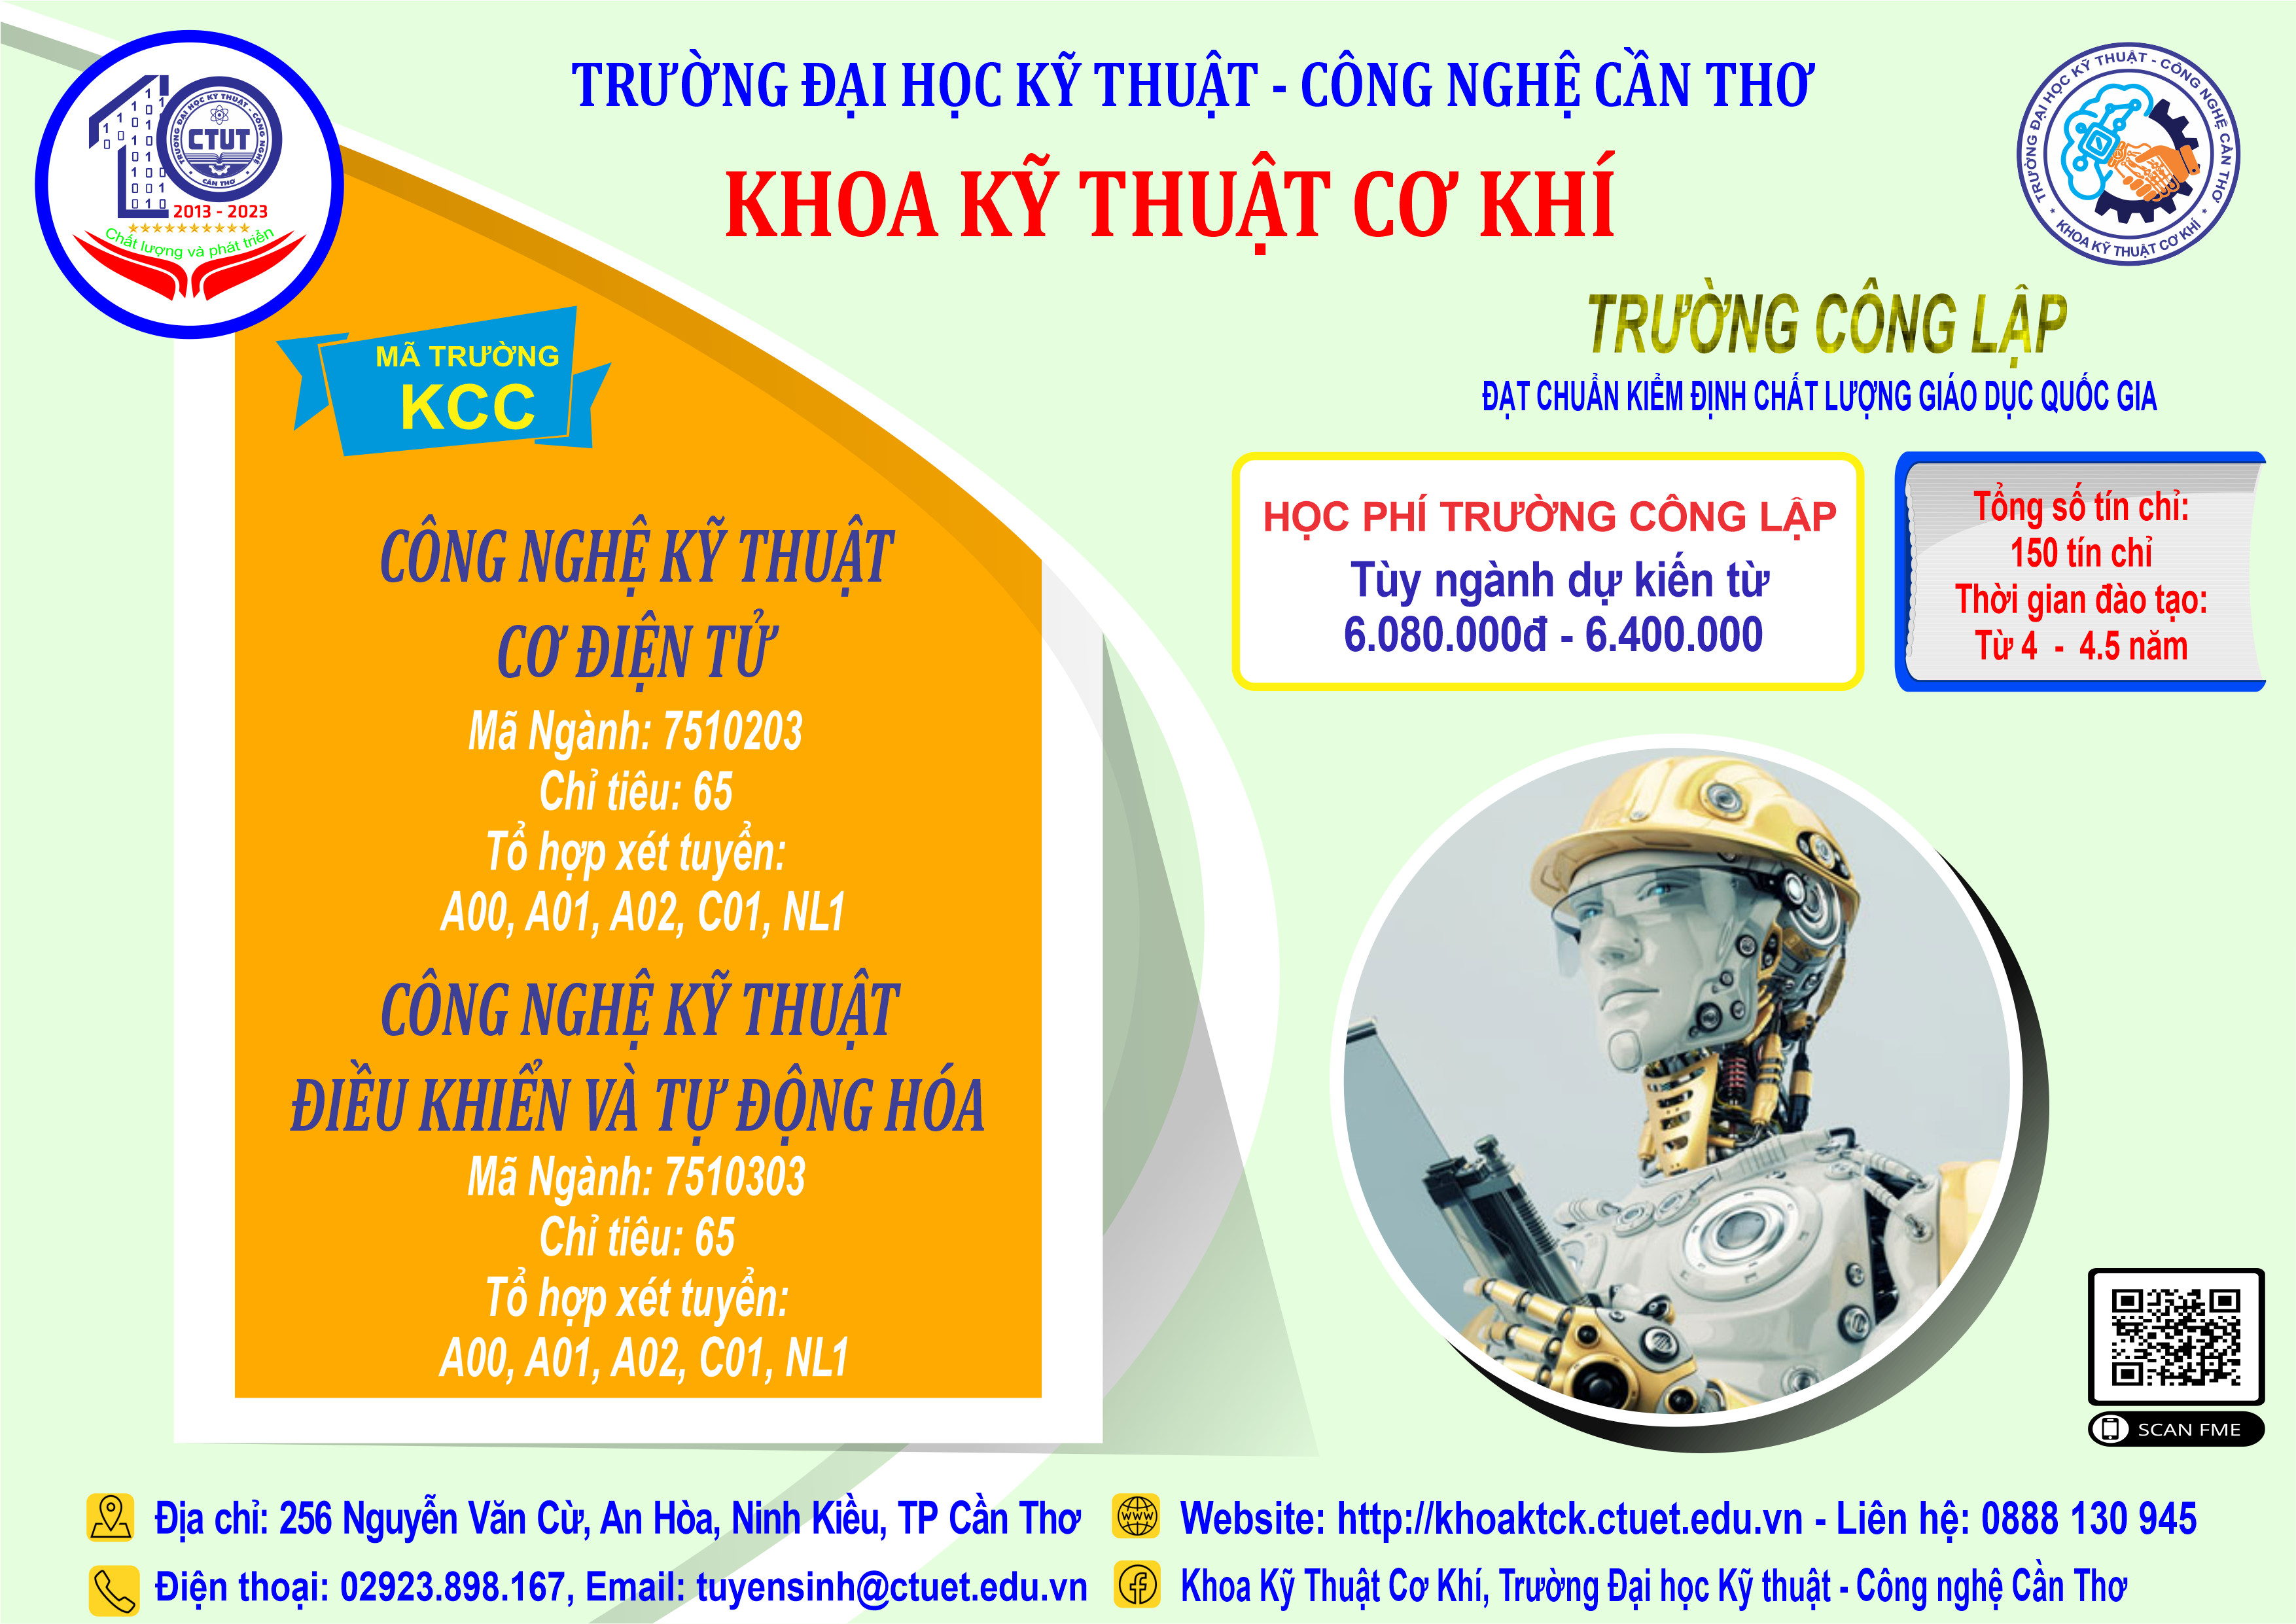 TRƯỜNG ĐẠI HỌC KỸ THUẬT - CÔNG NGHỆ CẦN THƠ
KHOA KỸ THUẬT CƠ KHÍ
TRƯỜNG ĐẠI HỌC KỸ THUẬT - CÔNG NGHỆ
CTUT
CẦN THƠ
2013 - 2023
Chất lượng và phát triển
TRƯỜNG ĐẠI HỌC KỸ THUẬT - CÔNG NGHỆ CẦN THƠ
* KHOA KỸ THUẬT CƠ KHÍ *
TRƯỜNG CÔNG LẬP
ĐẠT CHUẨN KIỂM ĐỊNH CHẤT LƯỢNG GIÁO DỤC QUỐC GIA
MÃ TRƯỜNG
KCC
HỌC PHÍ TRƯỜNG CÔNG LẬP
Tùy ngành dự kiến từ
6.080.000đ - 6.400.000
Tổng số tín chỉ:
150 tín chỉ
Thời gian đào tạo:
Từ 4 - 4.5 năm
CÔNG NGHỆ KỸ THUẬT
CƠ ĐIỆN TỬ
Mã Ngành: 7510203
Chỉ tiêu: 65
Tổ hợp xét tuyển:
A00, A01, A02, C01, NL1
CÔNG NGHỆ KỸ THUẬT
ĐIỀU KHIỂN VÀ TỰ ĐỘNG HÓA
Mã Ngành: 7510303
Chỉ tiêu: 65
Tổ hợp xét tuyển:
A00, A01, A02, C01, NL1
SCAN FME
Địa chỉ: 256 Nguyễn Văn Cừ, An Hòa, Ninh Kiều, TP Cần Thơ
WWW
Website: http://khoaktck.ctuet.edu.vn - Liên hệ: 0888 130 945
Điện thoại: 02923.898.167, Email: tuyensinh@ctuet.edu.vn
Khoa Kỹ Thuật Cơ Khí, Trường Đại học Kỹ thuật - Công nghệ Cần Thơ